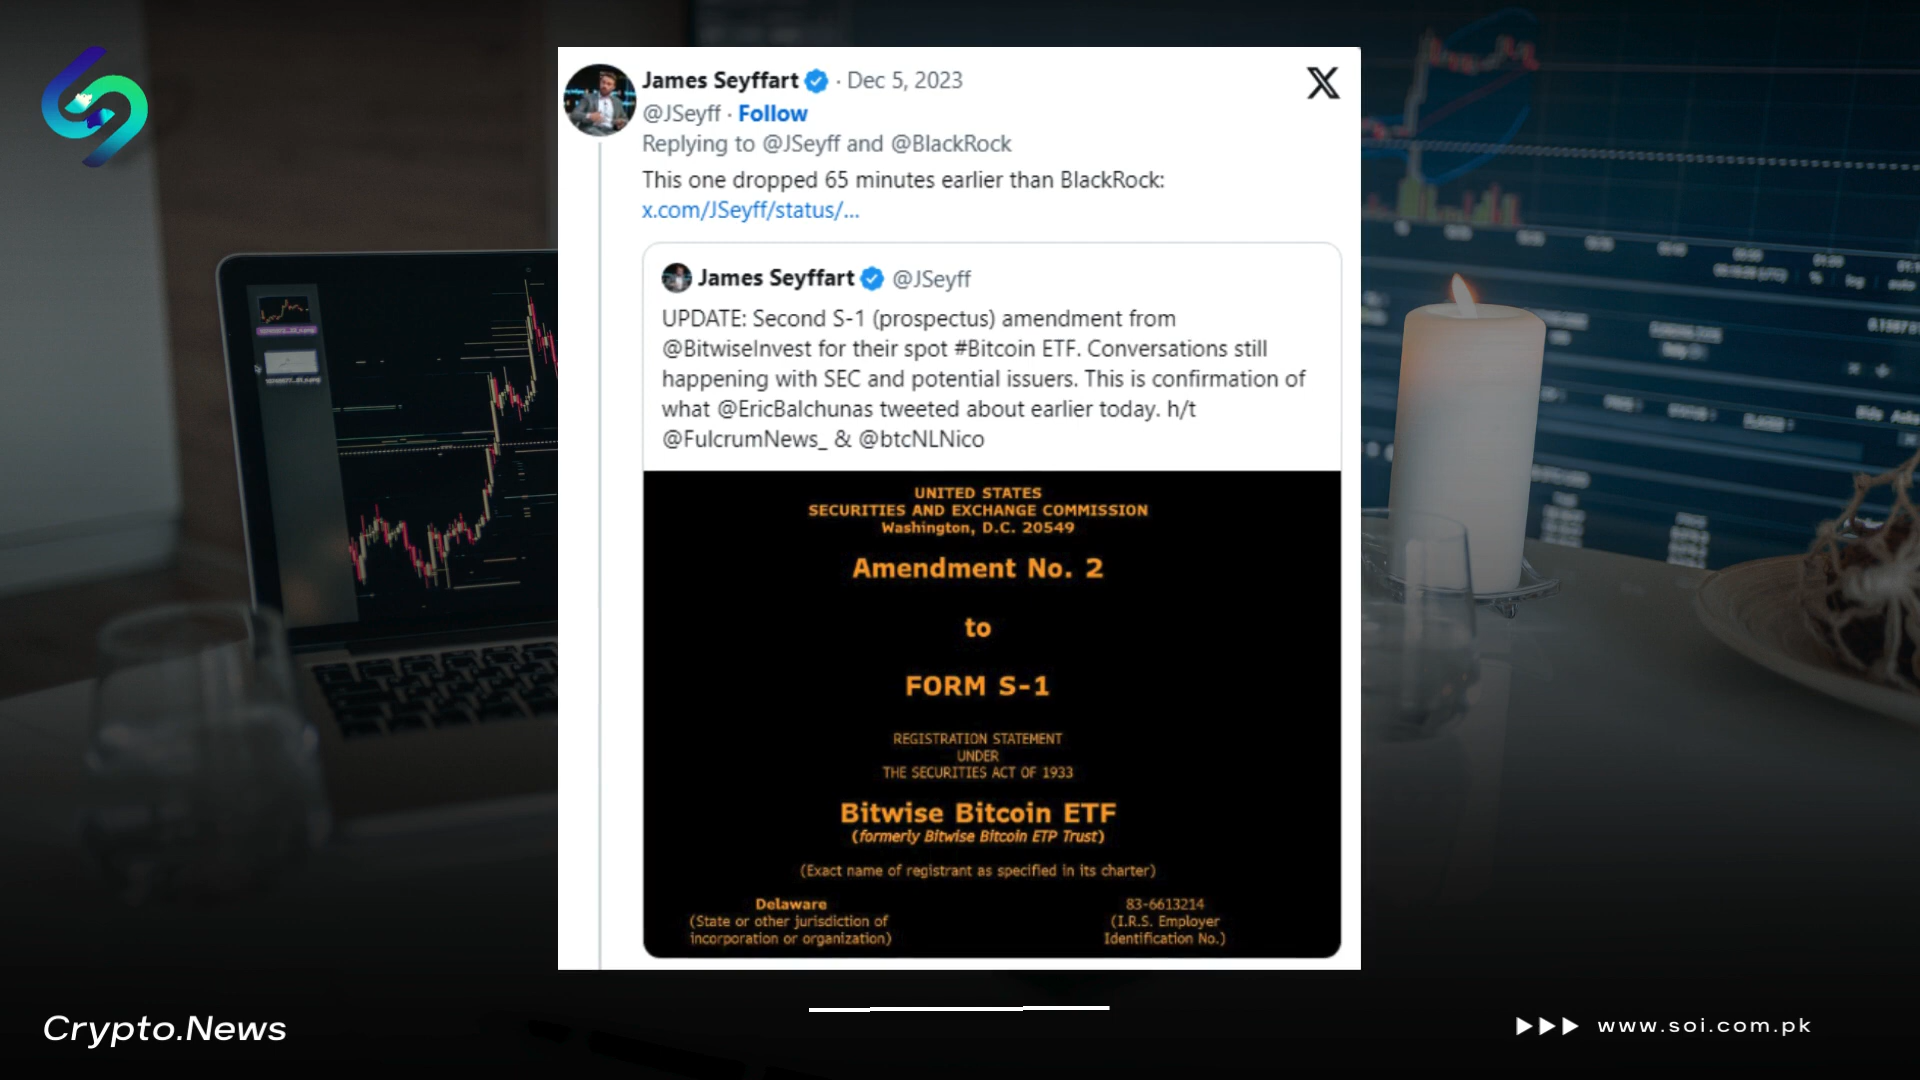 James Seyffart · Dec 5, 2023
@JSeyff · Follow
Replying to @JSeyff and @BlackRock
This one dropped 65 minutes earlier than BlackRock:
x.com/JSeyff/status/...
James Seyffart @JSeyff
UPDATE: Second S-1 (prospectus) amendment from
@BitwiseInvest for their spot #Bitcoin ETF. Conversations still
happening with SEC and potential issuers. This is confirmation of
what @EricBalchunas tweeted about earlier today. h/t
@FulcrumNews_ & @btcNLNico
UNITED STATES
SECURITIES AND EXCHANGE COMMISSION
Washington, D.C. 20549
Amendment No. 2
to
FORM S-1
REGISTRATION STATEMENT
UNDER
THE SECURITIES ACT OF 1933
Bitwise Bitcoin ETF
(formerly Bitwise Bitcoin ETP Trust)
(Exact name of registrant as specified in its charter)
Delaware
(State or other jurisdiction of
incorporation or organization)
83-6613214
(I.R.S. Employer
Identification No.)
Crypto.News
www.soi.com.pk